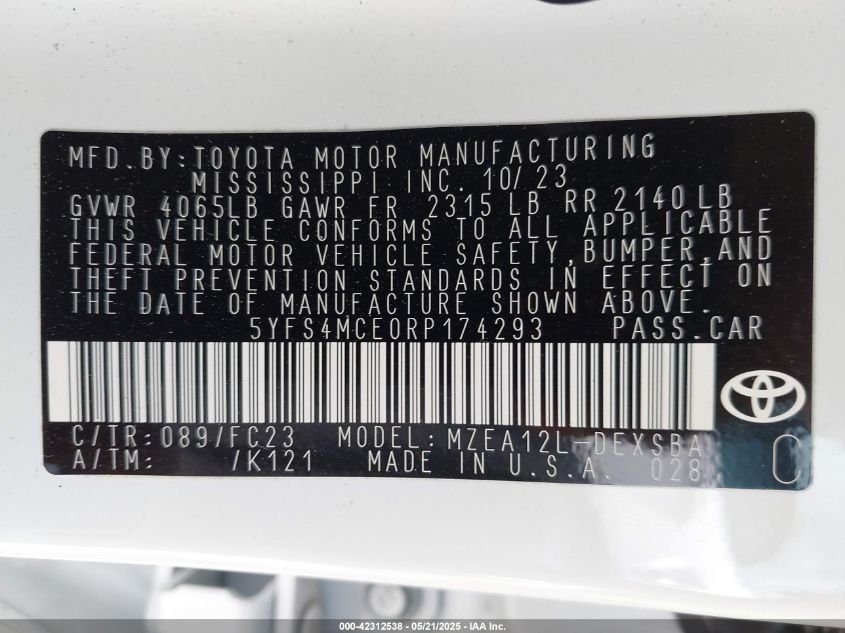 MFD. BY: TOYOTA MOTOR MANUFACTURING
MISSISSIPPI INC. 10/23
GVWR 4065LB GAWR FR 2315 LB RR 2140 LB
THIS VEHICLE CONFORMS TO ALL APPLICABLE
FEDERAL MOTOR VEHICLE SAFETY, BUMPER, AND
THEFT PREVENTION STANDARDS IN EFFECT ON
THE DATE OF MANUFACTURE SHOWN ABOVE.
5YFS4MCE0RP174293 PASS.CAR
C/TR: 089/FC23 MODEL: MZEA12L-DEXSBA
A/TM: /K121 MADE IN U.S.A. 028 C
000-42312538 - 05/21/2025 - IAA Inc.